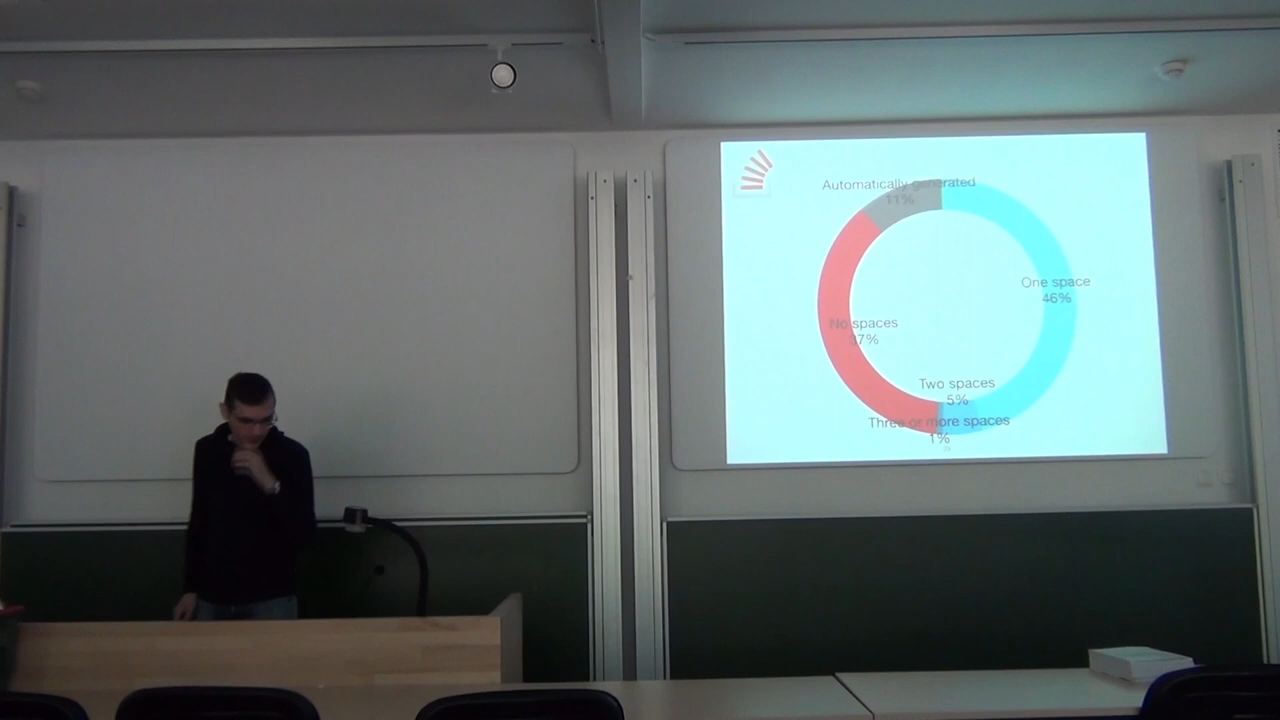 Automatically generated
11%
One space
46%
No spaces
37%
Two spaces
5%
Three or more spaces
1%